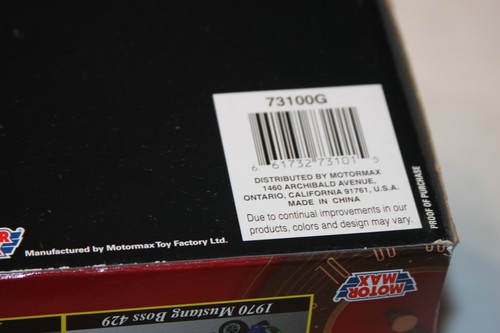 73100G
6 61732 73101 5
DISTRIBUTED BY MOTORMAX
1460 ARCHIBALD AVENUE,
ONTARIO, CALIFORNIA 91761, U.S.A.
MADE IN CHINA
Due to continual improvements in our
products, colors and design may vary.
PROOF OF PURCHASE
Manufactured by Motormax Toy Factory Ltd.
MOTOR
MAX
1970 Mustang Boss 429